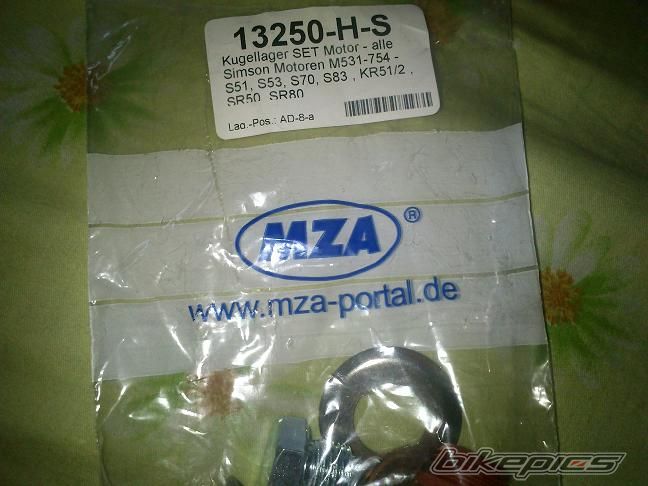 13250-H-S
Kugellager SET Motor - alle
Simson Motoren M531-754 -
S51, S53, S70, S83 , KR51/2 ,
SR50, SR80
Lag.-Pos.: AD-8-a
MZA ®
www.mza-portal.de
bikepics